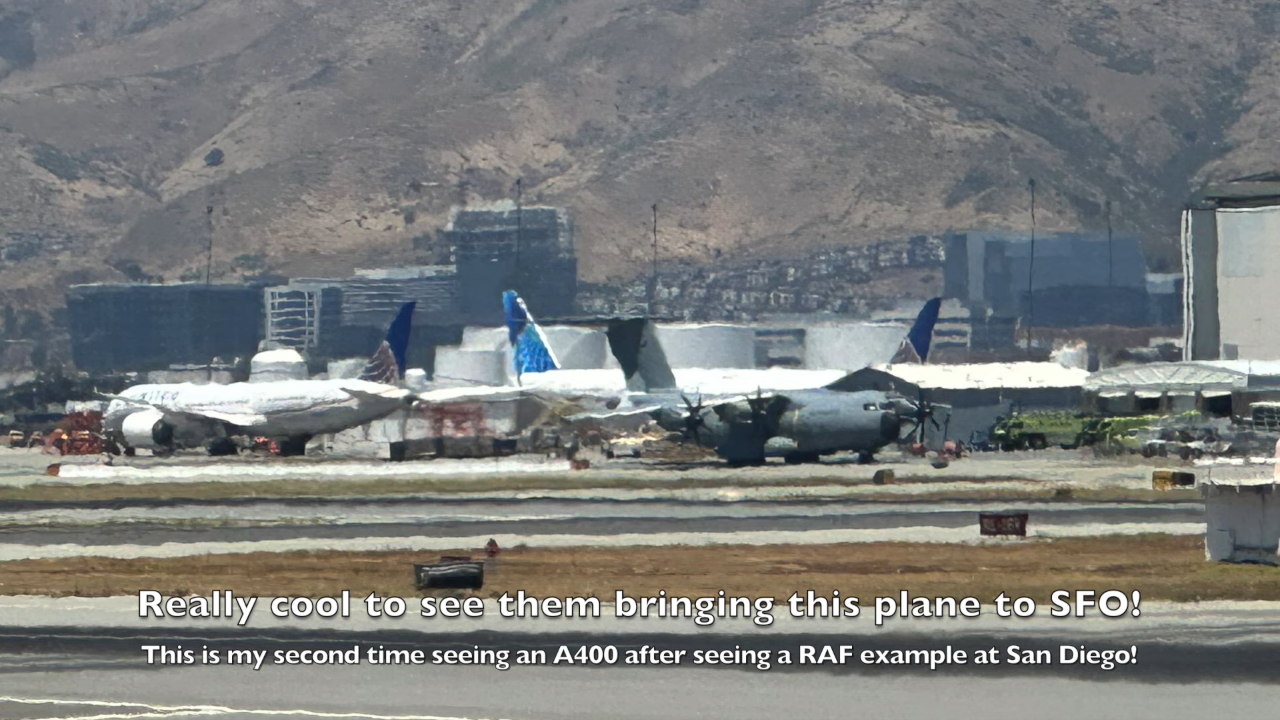 Really cool to see them bringing this plane to SFO!
This is my second time seeing an A400 after seeing a RAF example at San Diego!